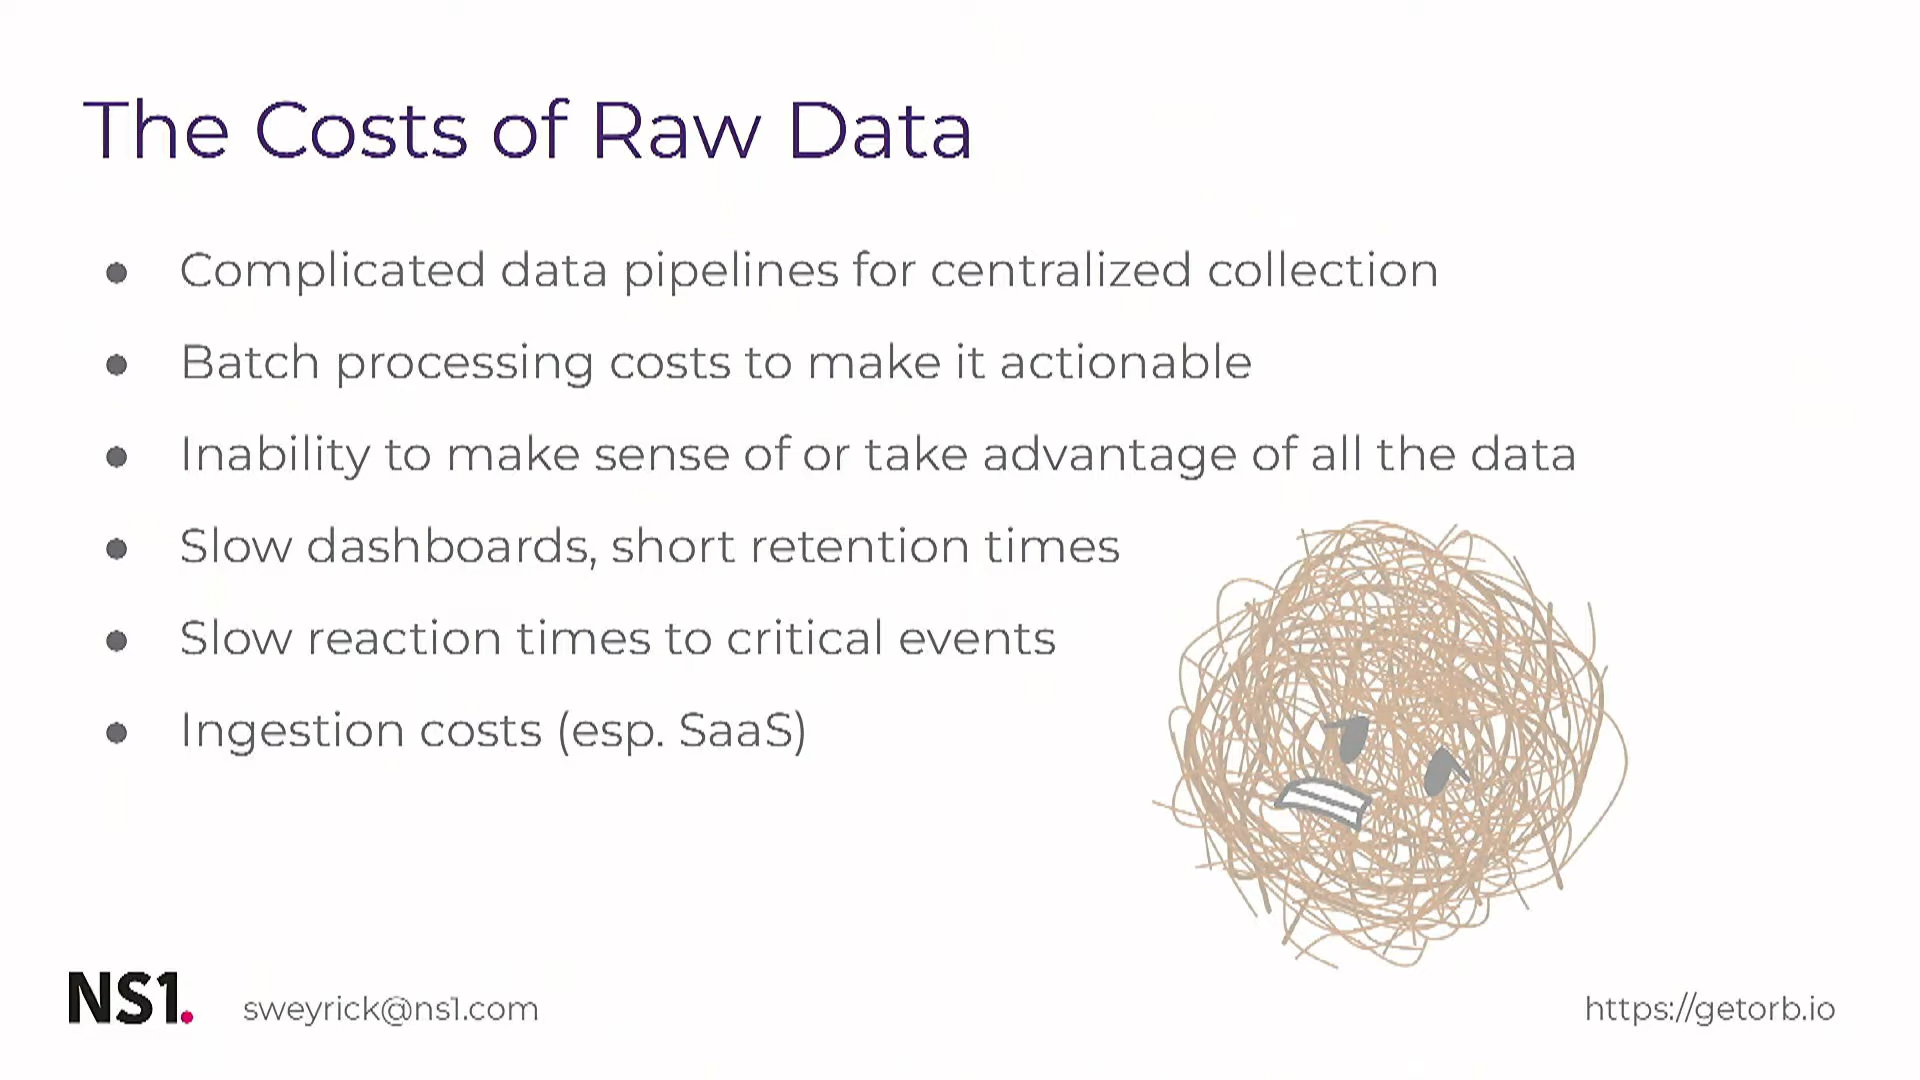 The Costs of Raw Data
● Complicated data pipelines for centralized collection
● Batch processing costs to make it actionable
● Inability to make sense of or take advantage of all the data
● Slow dashboards, short retention times
● Slow reaction times to critical events
● Ingestion costs (esp. SaaS)
NS1. sweyrick@ns1.com
https://getorb.io